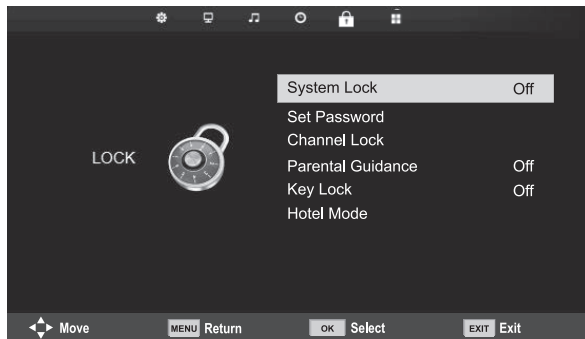 System Lock Off
Set Password
Channel Lock
LOCK
Parental Guidance Off
Key Lock Off
Hotel Mode
Move MENU Return OK Select EXIT Exit